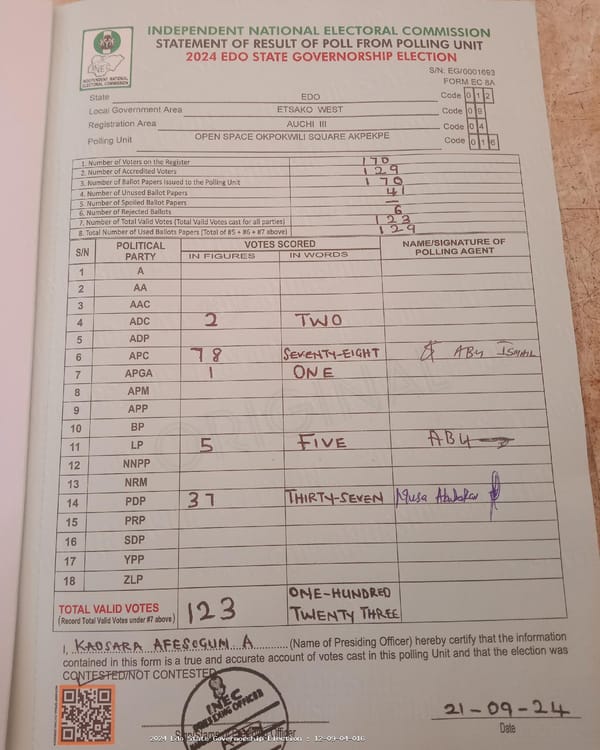 INDEPENDENT NATIONAL ELECTORAL COMMISSION
STATEMENT OF RESULT OF POLL FROM POLLING UNIT
2024 EDO STATE GOVERNORSHIP ELECTION
INEC
INDEPENDENT NATIONAL
ELECTORAL COMMISSION
S/N: EG/0001693
FORM EC 8A
State EDO Code 0 1 2
Local Government Area ETSAKO WEST Code 0 9
Registration Area AUCHI III Code 0 4
Polling Unit OPEN SPACE OKPOKWILI SQUARE AKPEKPE Code 0 1 6
1. Number of Voters on the Register 170
2. Number of Accredited Voters 129
3. Number of Ballot Papers Issued to the Polling Unit 170
4. Number of Unused Ballot Papers 41
5. Number of Spoiled Ballot Papers —
6. Number of Rejected Ballots 6
7. Number of Total Valid Votes (Total Valid Votes cast for all parties) 123
8. Total Number of Used Ballots Papers (Total of #5 + #6 + #7 above) 129
S/N POLITICAL PARTY VOTES SCORED NAME/SIGNATURE OF POLLING AGENT
IN FIGURES IN WORDS
1 A
2 AA
3 AAC
4 ADC 2 TWO
5 ADP
6 APC 78 SEVENTY-EIGHT ABU ISMAIL
7 APGA 1 ONE
8 APM
9 APP
10 BP
11 LP 5 FIVE ABU
12 NNPP
13 NRM
14 PDP 37 THIRTY-SEVEN Musa Abubakar
15 PRP
16 SDP
17 YPP
18 ZLP
TOTAL VALID VOTES 123 ONE-HUNDRED
(Record Total Valid Votes under #7 above) TWENTY THREE
ORIGINAL
I, KAOSARA AFESOGUN A (Name of Presiding Officer) hereby certify that the information
contained in this form is a true and accurate account of votes cast in this polling Unit and that the election was
CONTESTED/NOT CONTESTED
INEC
21-09-24
Date
2024 Edo State Governorship Election : 12-09-04-016